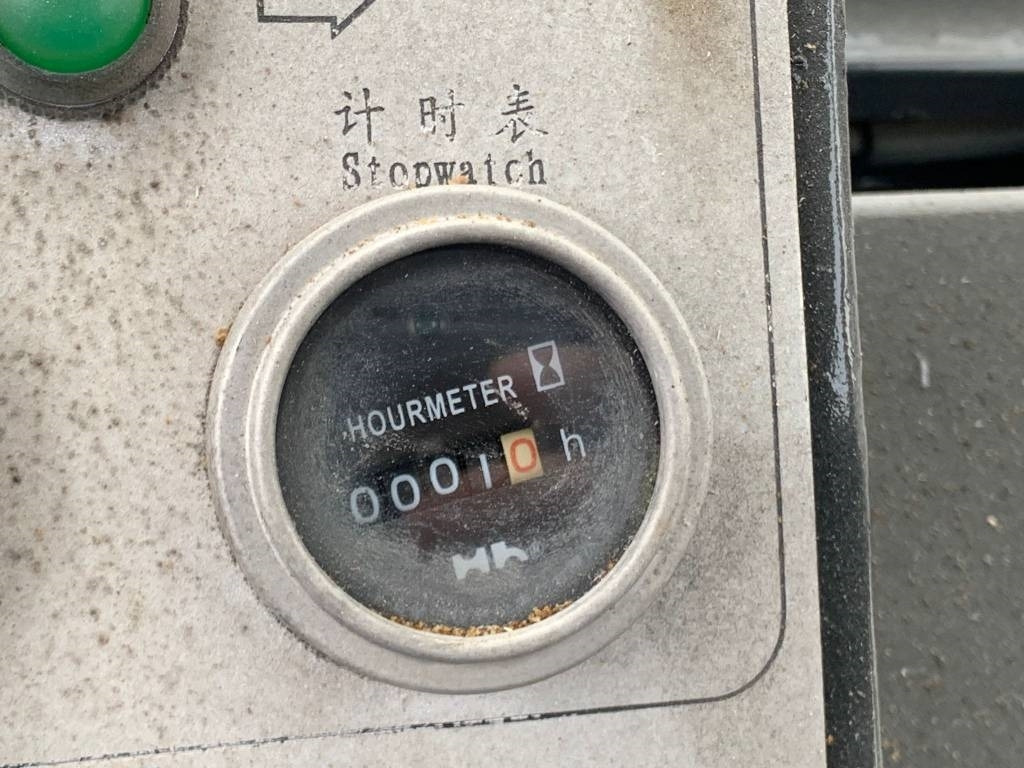 计时表
Stopwatch
HOURMETER
00010 h